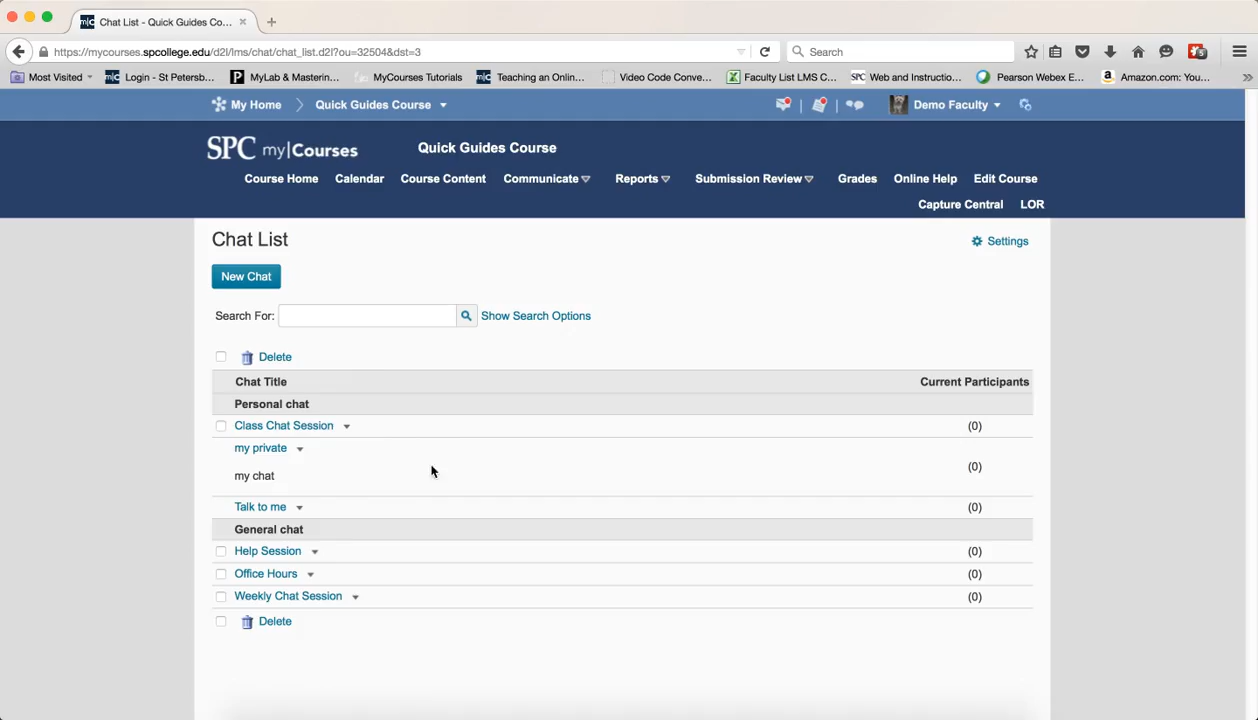 Chat List - Quick Guides Co...
https://mycourses.spcollege.edu/d2l/lms/chat/chat_list.d2l?ou=32504&dst=3
Search
Most Visited
m|c Login - St Petersb...
P MyLab & Mastering...
MyCourses Tutorials
m|c Teaching an Onlin...
Video Code Conve...
Faculty List LMS C...
SPC Web and Instructio...
Pearson Webex E...
Amazon.com: You...
My Home
Quick Guides Course
Demo Faculty
SPC my|Courses
Quick Guides Course
Course Home Calendar Course Content Communicate Reports Submission Review Grades Online Help Edit Course
Capture Central LOR
Chat List
Settings
New Chat
Search For:
Show Search Options
Delete
Chat Title Current Participants
Personal chat
Class Chat Session (0)
my private
my chat (0)
Talk to me (0)
General chat
Help Session (0)
Office Hours (0)
Weekly Chat Session (0)
Delete